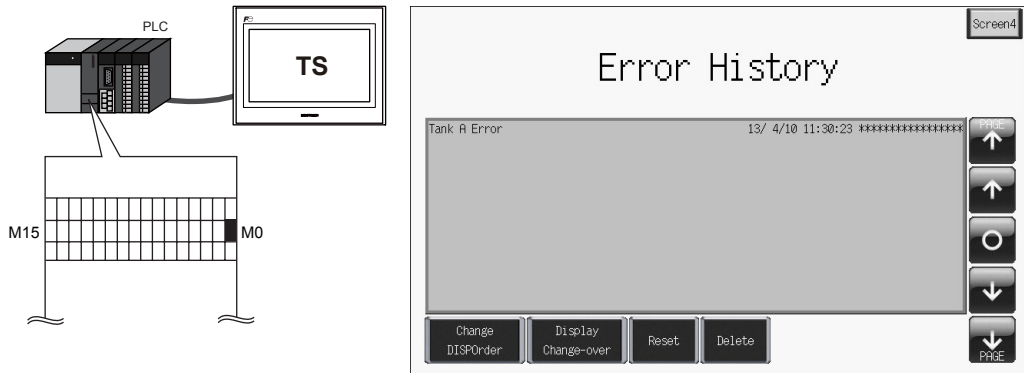 PLC
TS
M15
M0
Screen4
Error History
Tank A Error 13/ 4/10 11:30:23 *****************
PAGE
Change
DISPOrder
Display
Change-over
Reset
Delete
PAGE